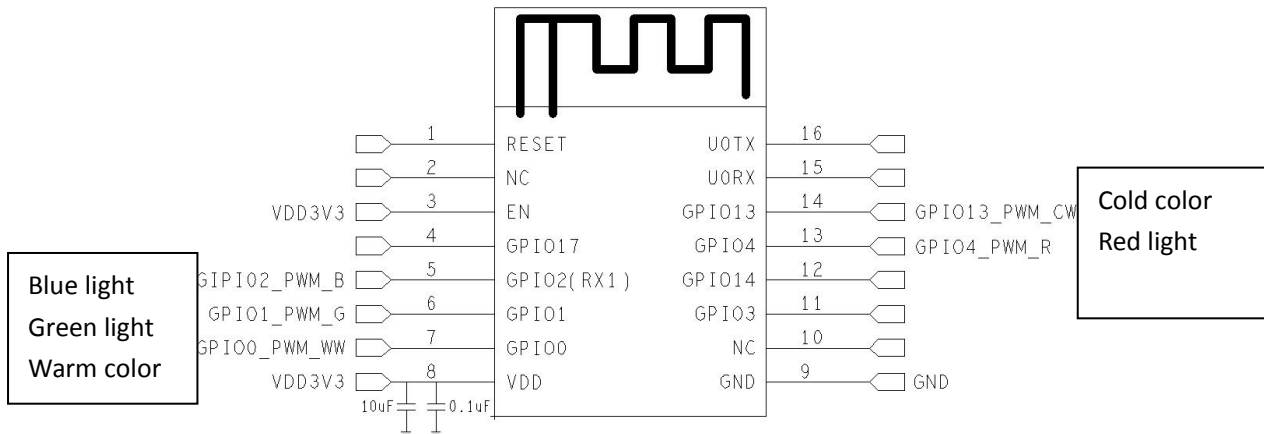 1 RESET UOTX 16
2 NC UORX 15
VDD3V3 3 EN GPIO13 14 GPIO13_PWM_CW
4 GPIO17 GPIO4 13 GPIO4_PWM_R
GIPIO2_PWM_B 5 GPIO2(RX1) GPIO14 12
GPIO1_PWM_G 6 GPIO1 GPIO3 11
GPIO0_PWM_WW 7 GPIO0 NC 10
VDD3V3 8 VDD GND 9 GND
10uF 0.1uF
Blue light
Green light
Warm color
Cold color
Red light